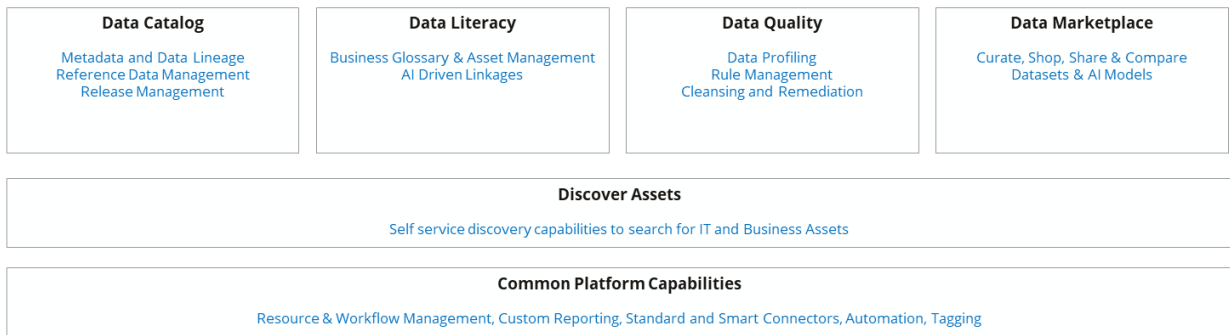 Data Catalog
Metadata and Data Lineage
Reference Data Management
Release Management
Data Literacy
Business Glossary & Asset Management
AI Driven Linkages
Data Quality
Data Profiling
Rule Management
Cleansing and Remediation
Data Marketplace
Curate, Shop, Share & Compare
Datasets & AI Models
Discover Assets
Self service discovery capabilities to search for IT and Business Assets
Common Platform Capabilities
Resource & Workflow Management, Custom Reporting, Standard and Smart Connectors, Automation, Tagging